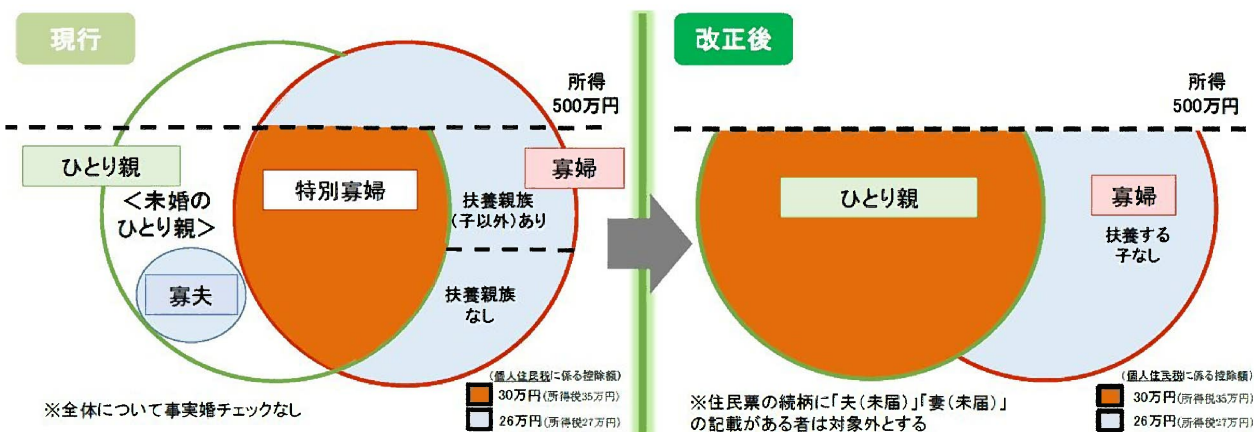 現行
所得
500万円
ひとり親
<未婚の
ひとり親>
特別寡婦
寡婦
扶養親族
(子以外)あり
寡夫
扶養親族
なし
(個人住民税に係る控除額)
30万円(所得税35万円)
26万円(所得税27万円)
※全体について事実婚チェックなし
改正後
所得
500万円
ひとり親
寡婦
扶養する
子なし
(個人住民税に係る控除額)
30万円(所得税35万円)
26万円(所得税27万円)
※住民票の続柄に「夫(未届)」「妻(未届)」
の記載がある者は対象外とする